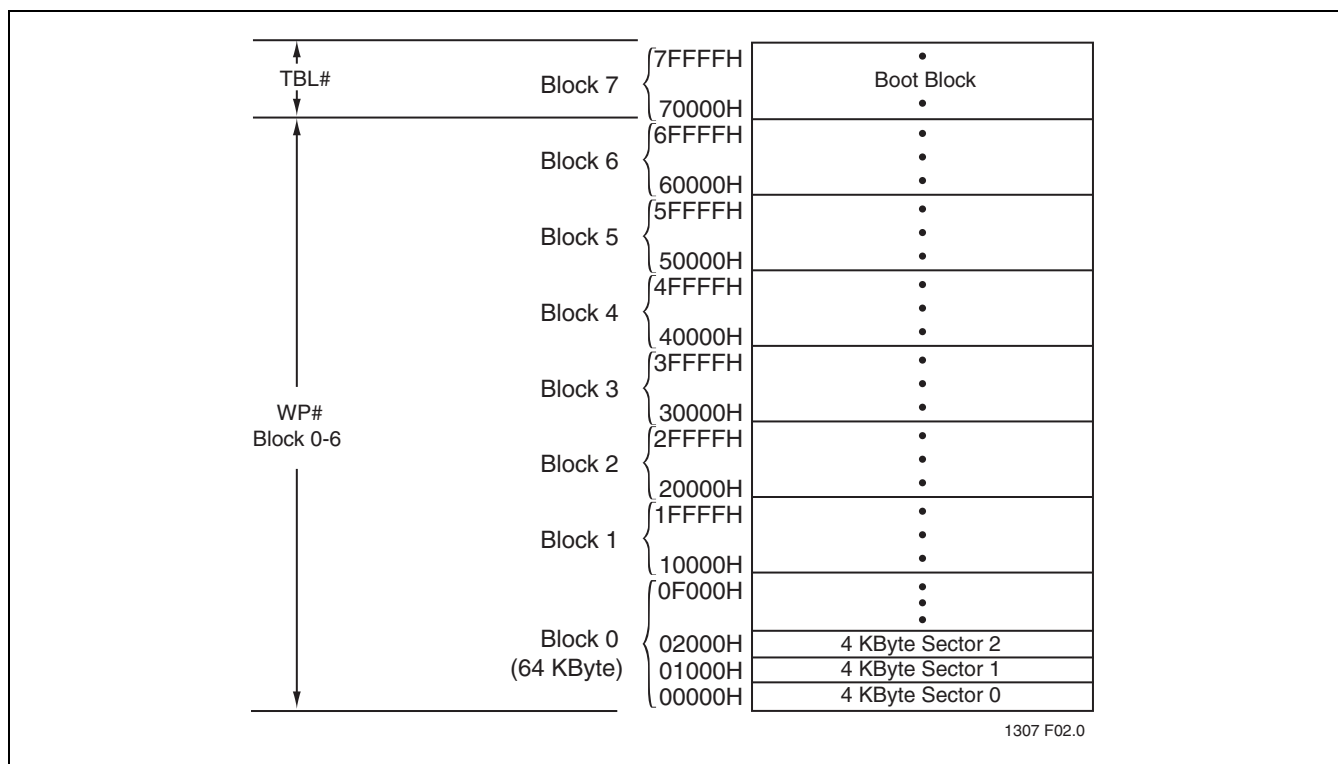 TBL#
WP#
Block 0-6
Block 7
7FFFFH
70000H
Boot Block
Block 6
6FFFFH
60000H
Block 5
5FFFFH
50000H
Block 4
4FFFFH
40000H
Block 3
3FFFFH
30000H
Block 2
2FFFFH
20000H
Block 1
1FFFFH
10000H
Block 0
(64 KByte)
0F000H
02000H 4 KByte Sector 2
01000H 4 KByte Sector 1
00000H 4 KByte Sector 0
1307 F02.0